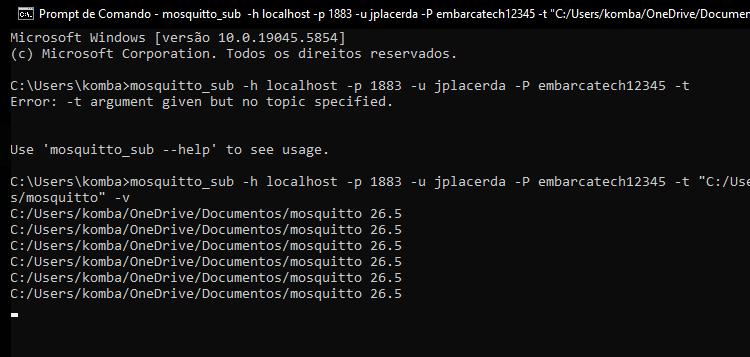 Prompt de Comando - mosquitto_sub -h localhost -p 1883 -u jplacerda -P embarcatech12345 -t "C:/Users/komba/OneDrive/Documen
Microsoft Windows [versão 10.0.19045.5854]
(c) Microsoft Corporation. Todos os direitos reservados.
C:\Users\komba>mosquitto_sub -h localhost -p 1883 -u jplacerda -P embarcatech12345 -t
Error: -t argument given but no topic specified.
Use 'mosquitto_sub --help' to see usage.
C:\Users\komba>mosquitto_sub -h localhost -p 1883 -u jplacerda -P embarcatech12345 -t "C:/Use
s/mosquitto" -v
C:/Users/komba/OneDrive/Documentos/mosquitto 26.5
C:/Users/komba/OneDrive/Documentos/mosquitto 26.5
C:/Users/komba/OneDrive/Documentos/mosquitto 26.5
C:/Users/komba/OneDrive/Documentos/mosquitto 26.5
C:/Users/komba/OneDrive/Documentos/mosquitto 26.5
C:/Users/komba/OneDrive/Documentos/mosquitto 26.5